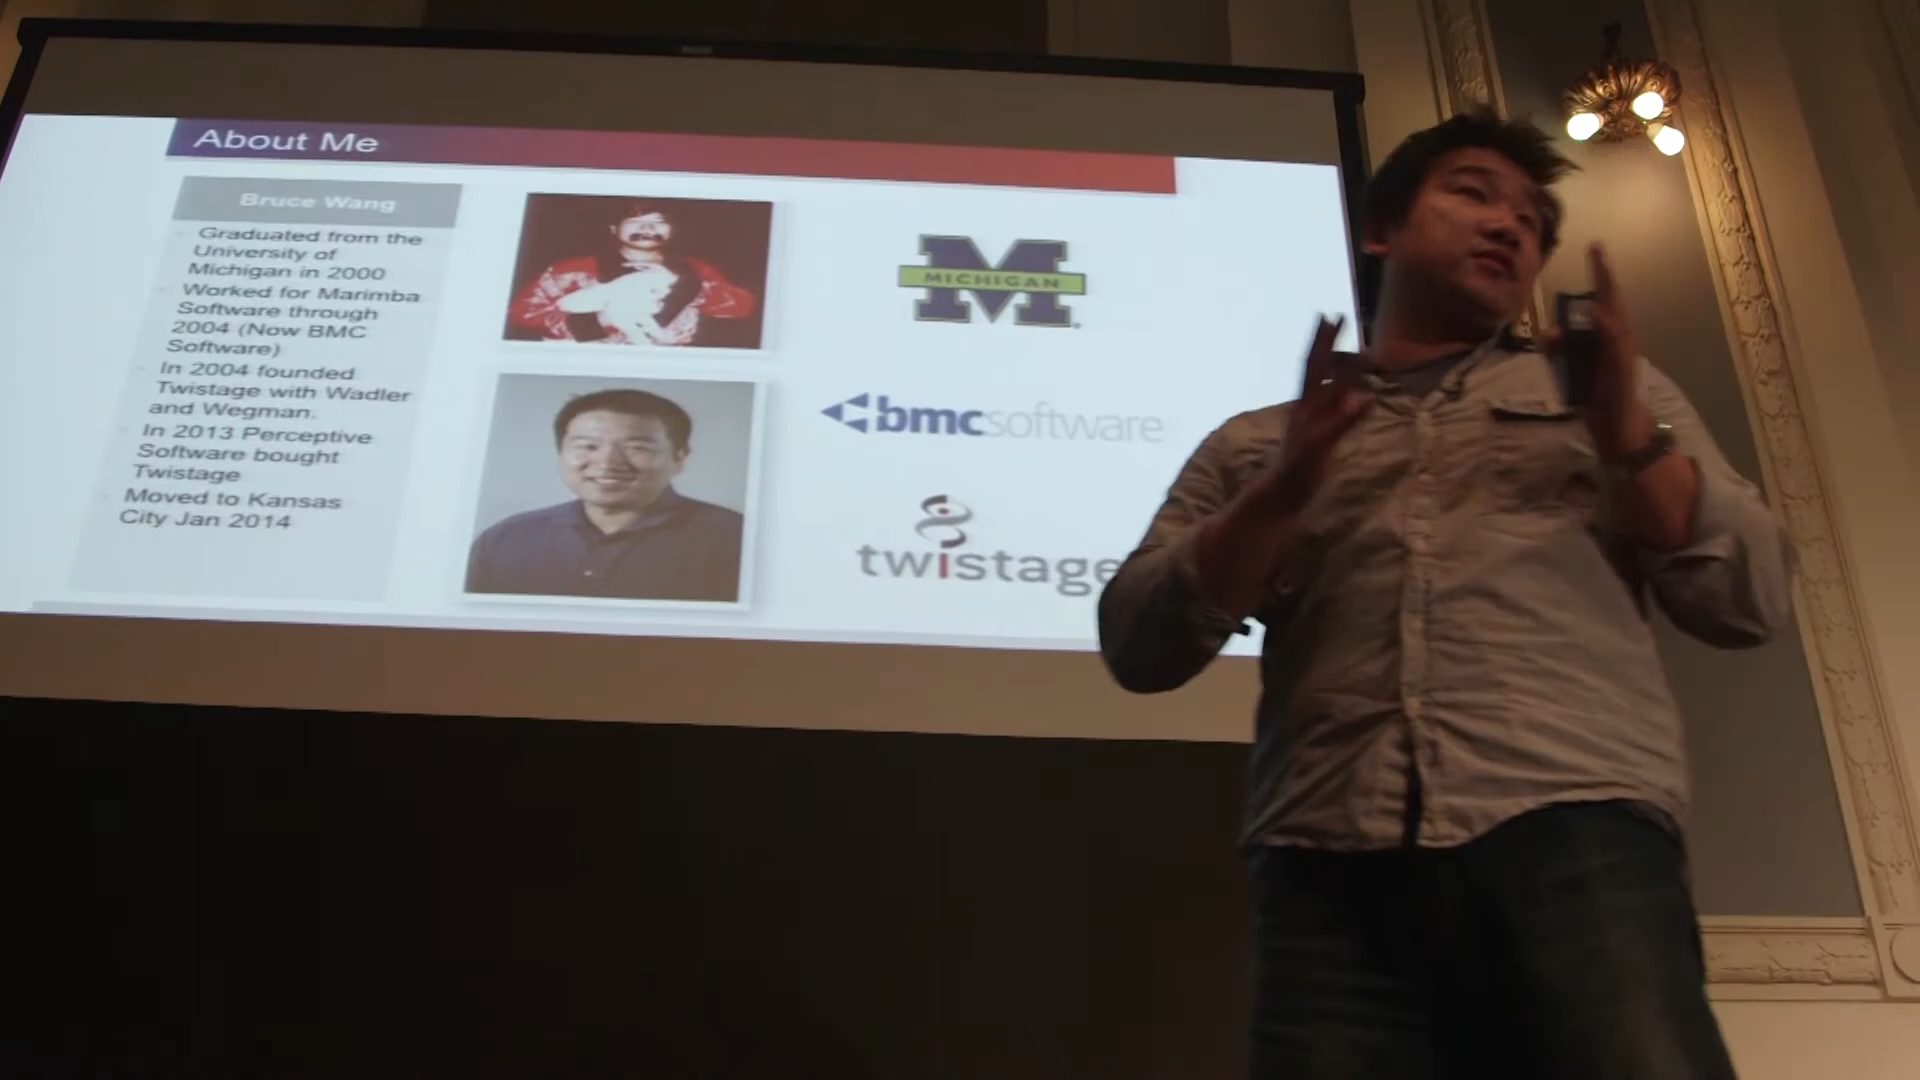 About Me
Bruce Wang
Graduated from the
University of
Michigan in 2000
Worked for Marimba
Software through
2004 (Now BMC
Software)
In 2004 founded
Twistage with Wadler
and Wegman.
In 2013 Perceptive
Software bought
Twistage
Moved to Kansas
City Jan 2014
MICHIGAN
bmcsoftware
twistage